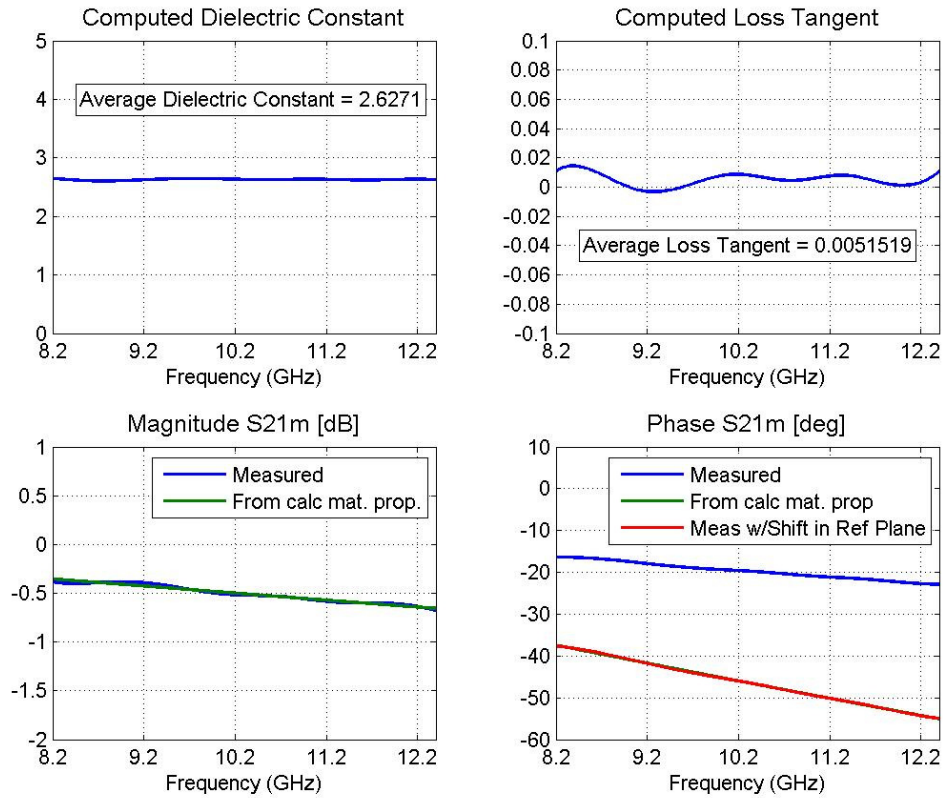 Computed Dielectric Constant
5
4
3
2
1
0
Average Dielectric Constant = 2.6271
8.2 9.2 10.2 11.2 12.2
Frequency (GHz)
Computed Loss Tangent
0.1
0.08
0.06
0.04
0.02
0
-0.02
-0.04
-0.06
-0.08
-0.1
Average Loss Tangent = 0.0051519
8.2 9.2 10.2 11.2 12.2
Frequency (GHz)
Magnitude S21m [dB]
1
0.5
0
-0.5
-1
-1.5
-2
Measured
From calc mat. prop.
8.2 9.2 10.2 11.2 12.2
Frequency (GHz)
Phase S21m [deg]
10
0
-10
-20
-30
-40
-50
-60
Measured
From calc mat. prop
Meas w/Shift in Ref Plane
8.2 9.2 10.2 11.2 12.2
Frequency (GHz)